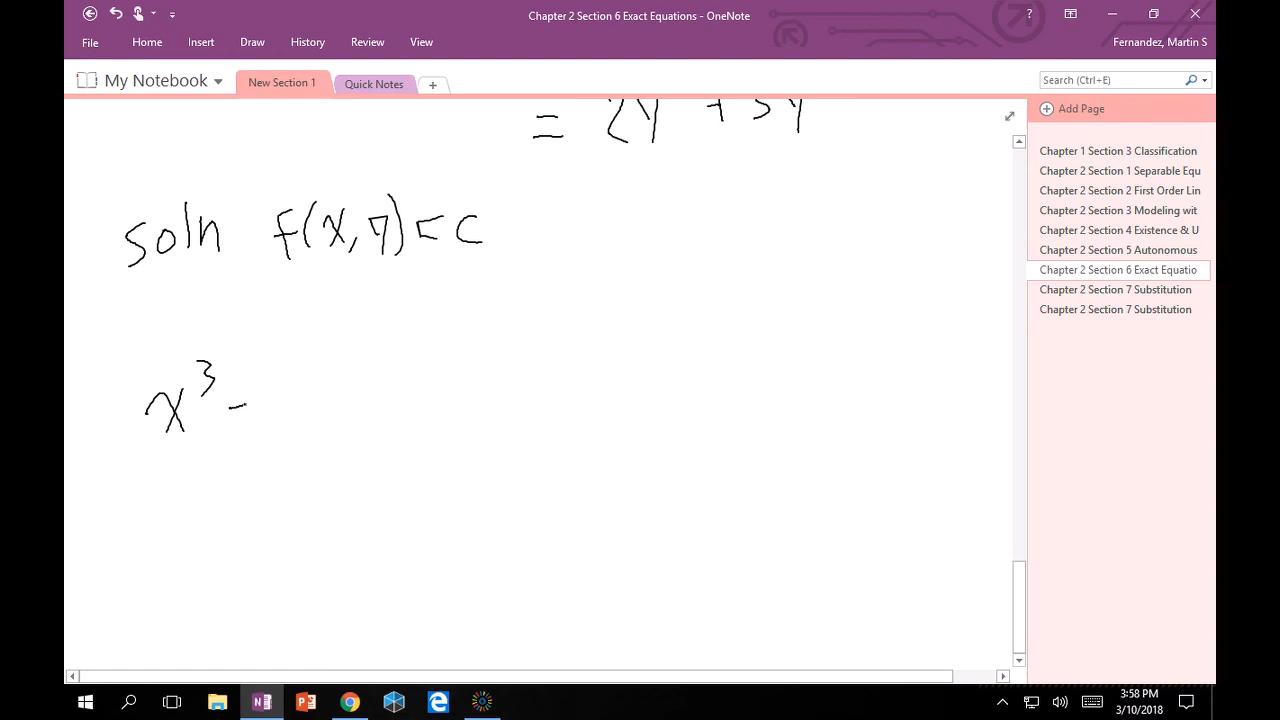 Chapter 2 Section 6 Exact Equations - OneNote
File Home Insert Draw History Review View
Fernandez, Martin S
My Notebook
New Section 1
Quick Notes
Search (Ctrl+E)
Add Page
Chapter 1 Section 3 Classification
Chapter 2 Section 1 Separable Equ
Chapter 2 Section 2 First Order Lin
Chapter 2 Section 3 Modeling wit
Chapter 2 Section 4 Existence & U
Chapter 2 Section 5 Autonomous
Chapter 2 Section 6 Exact Equatio
Chapter 2 Section 7 Substitution
Chapter 2 Section 7 Substitution
soln f(x,y)=c
x³ -
3:58 PM
3/10/2018